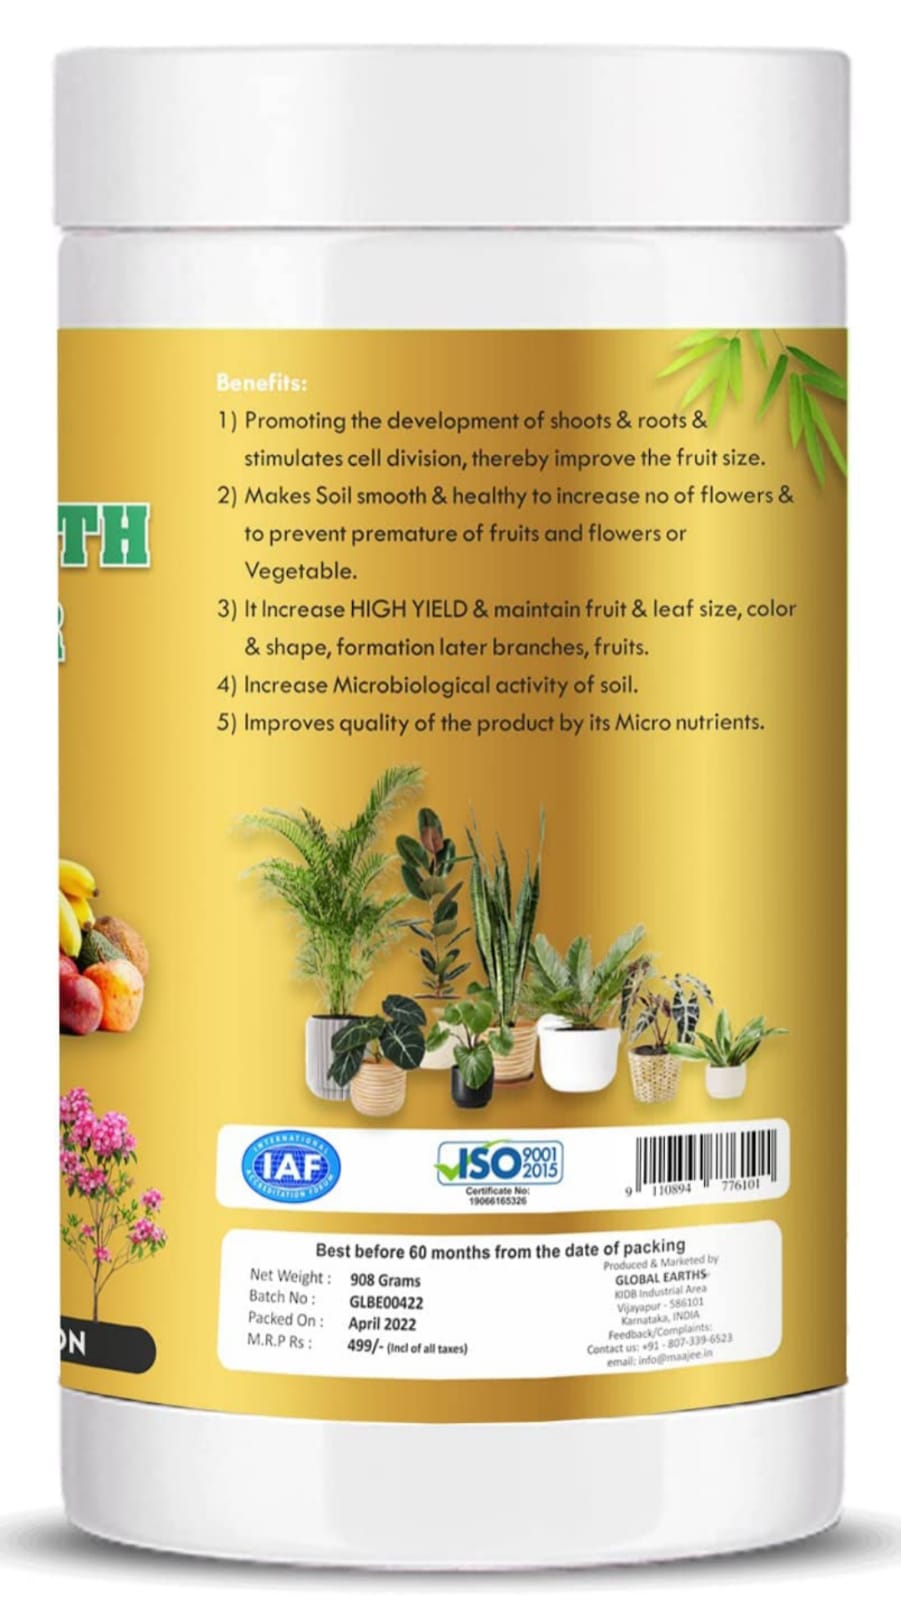 Benefits:
1) Promoting the development of shoots & roots &
stimulates cell division, thereby improve the fruit size.
2) Makes Soil smooth & healthy to increase no of flowers &
to prevent premature of fruits and flowers or
Vegetable.
3) It Increase HIGH YIELD & maintain fruit & leaf size, color
& shape, formation later branches, fruits.
4) Increase Microbiological activity of soil.
5) Improves quality of the product by its Micro nutrients.
TH
R
ON
INTERNATIONAL
IAF
ACCREDITATION FORUM
ISO 9001
2015
Certificate No:
19066165326
9 110894 776101
Best before 60 months from the date of packing
Net Weight : 908 Grams
Batch No : GLBE00422
Packed On : April 2022
M.R.P Rs : 499/- (Incl of all taxes)
Produced & Marketed by
GLOBAL EARTHS
KIDB Industrial Area
Vijayapur - 586101
Karnataka, INDIA
Feedback/Complaints:
Contact us: +91 - 807-339-6523
email: info@maajee.in